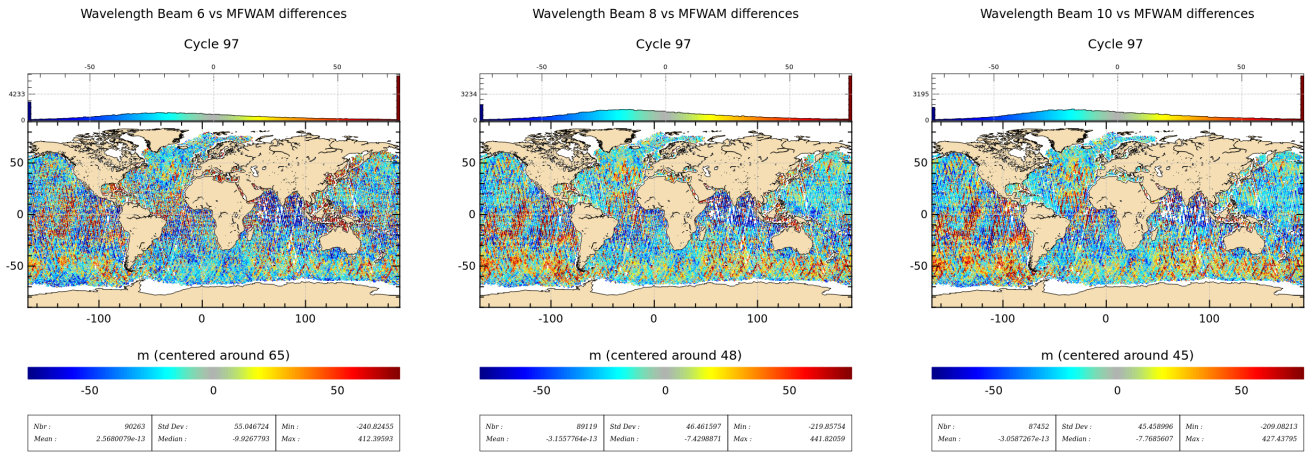 Wavelength Beam 6 vs MFWAM differences
Cycle 97
-50 0 50
4233
0
50
0
-50
-100 0 100
m (centered around 65)
-50 0 50
Nbr : 90263 Std Dev : 55.046724 Min : -240.82455
Mean : 2.5680079e-13 Median : -9.9267793 Max : 412.39593
Wavelength Beam 8 vs MFWAM differences
Cycle 97
-50 0 50
3234
0
50
0
-50
-100 0 100
m (centered around 48)
-50 0 50
Nbr : 89119 Std Dev : 46.461597 Min : -219.85754
Mean : -3.1557764e-13 Median : -7.4298871 Max : 441.82059
Wavelength Beam 10 vs MFWAM differences
Cycle 97
-50 0 50
3195
0
50
0
-50
-100 0 100
m (centered around 45)
-50 0 50
Nbr : 87452 Std Dev : 45.458996 Min : -209.08213
Mean : -3.0587267e-13 Median : -7.7685607 Max : 427.43795